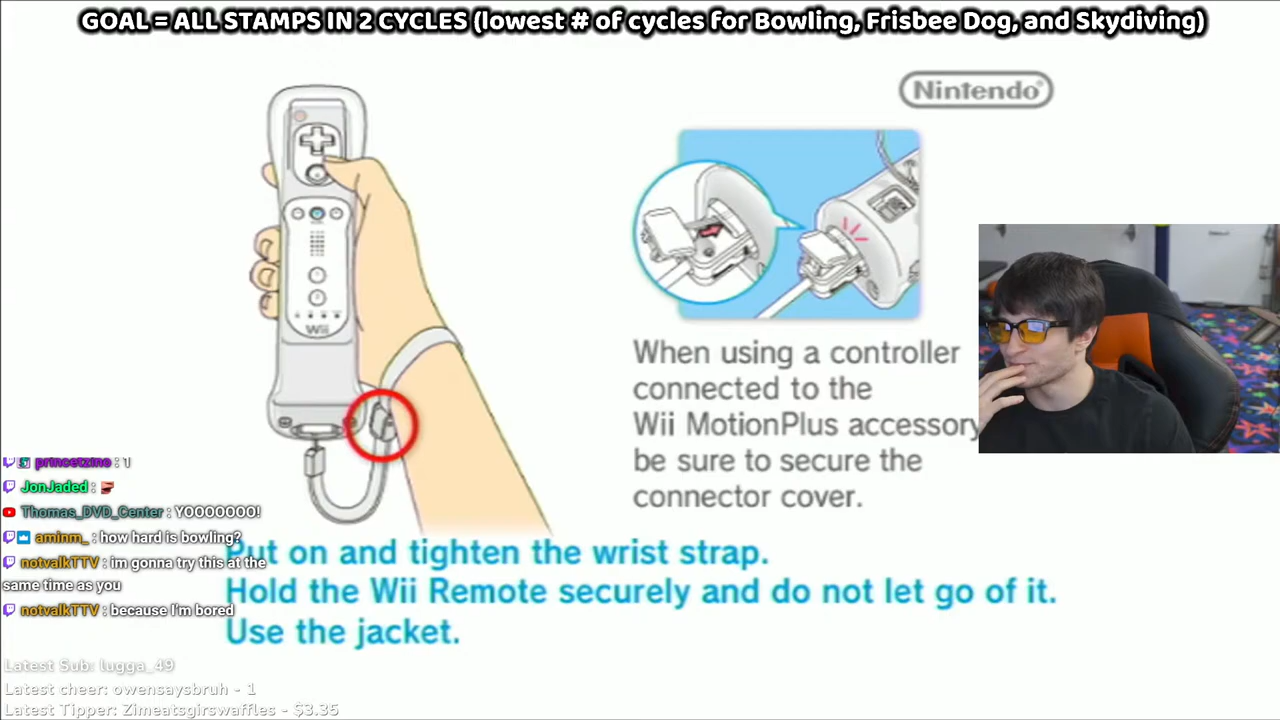 GOAL = ALL STAMPS IN 2 CYCLES (lowest # of cycles for Bowling, Frisbee Dog, and Skydiving)
Nintendo
Wii
When using a controller
connected to the
Wii MotionPlus accessory
be sure to secure the
connector cover.
princetzino : 1
JonJaded :
Thomas_DVD_Center : YOOOOOOO!
aminm_ : how hard is bowling?
notvalkTTV : im gonna try this at the
same time as you
notvalkTTV : because I'm bored
Put on and tighten the wrist strap.
Hold the Wii Remote securely and do not let go of it.
Use the jacket.
Latest Sub: lugga_49
Latest cheer: owensaysbruh - 1
Latest Tipper: Zimeatsgirswaffles - $3.35